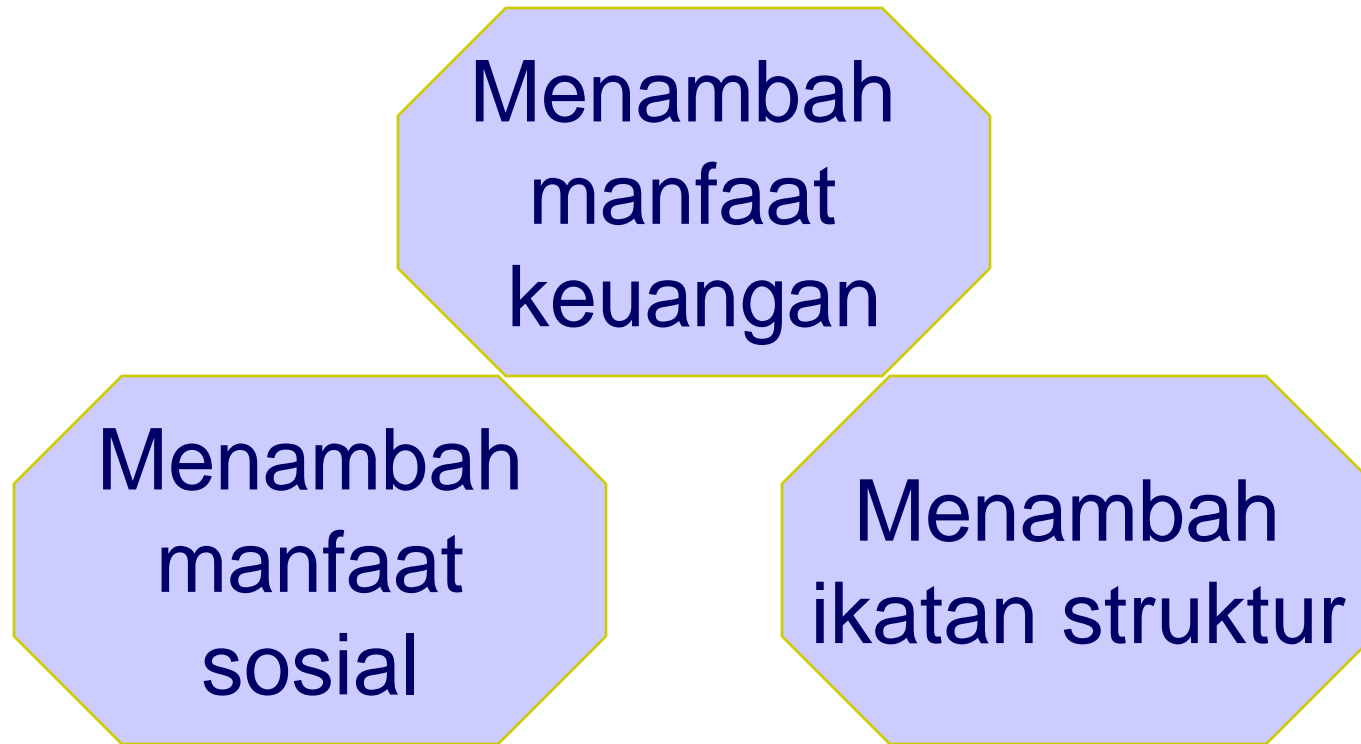 Menambah
manfaat
keuangan
Menambah
manfaat
sosial
Menambah
ikatan struktur